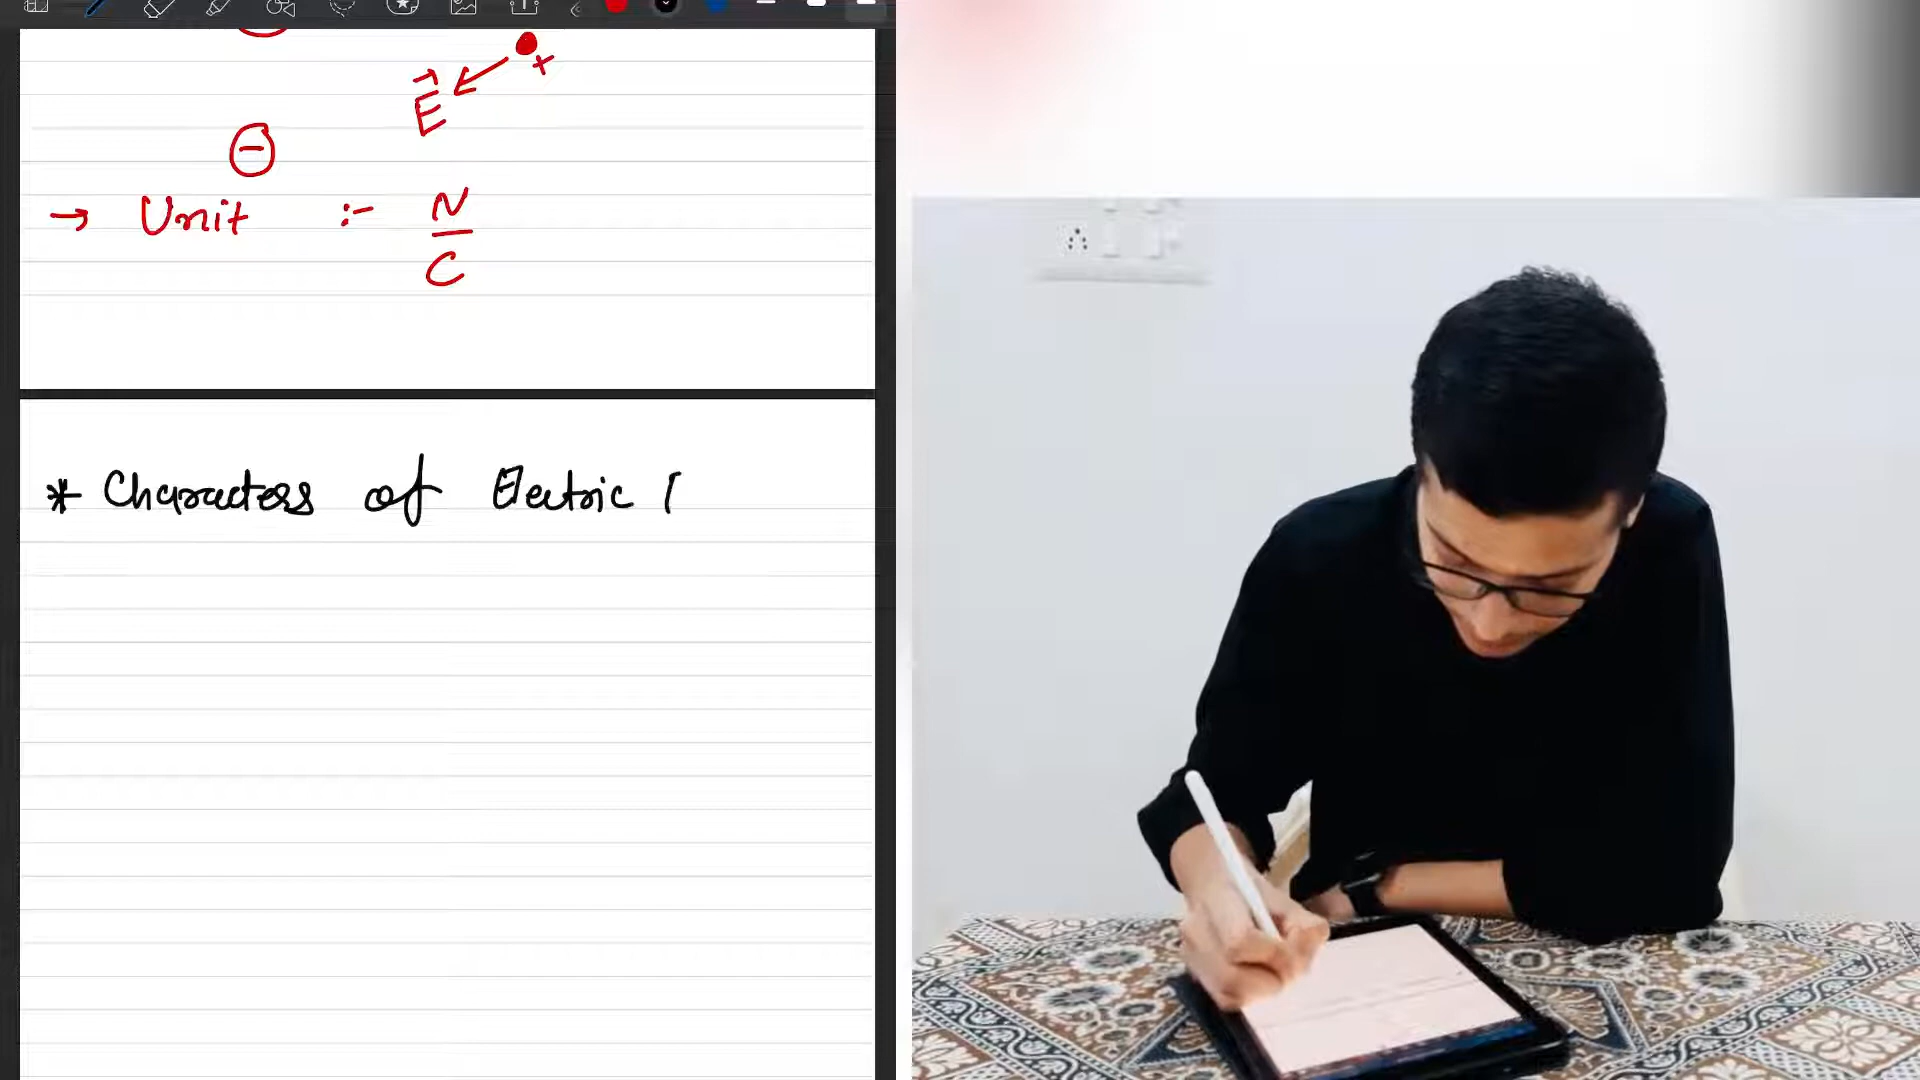 +
E
-
→ Unit :- N
C
* Characters of Electric